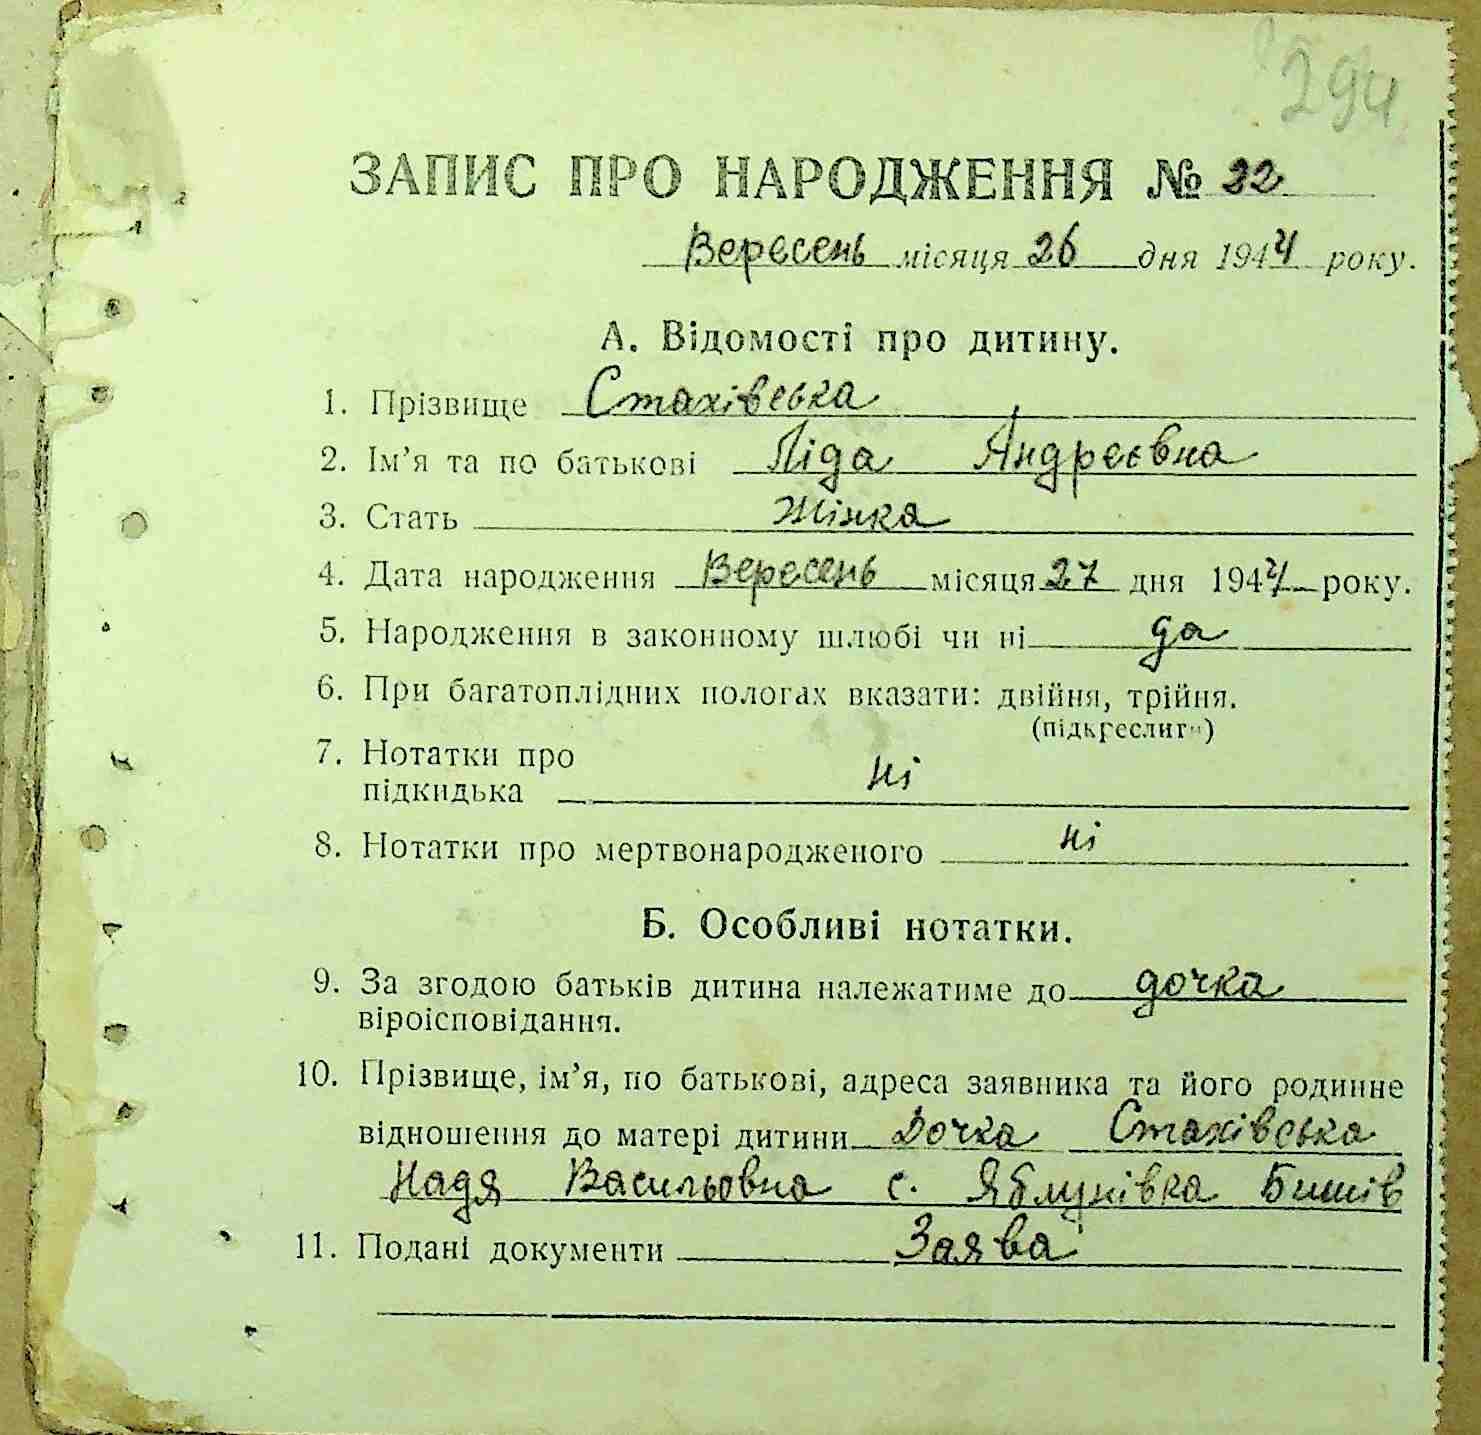 294
ЗАПИС ПРО НАРОДЖЕННЯ № 22
Вересень місяця 26 дня 1944 року.
А. Відомості про дитину.
1. Прізвище Стахівська
2. Ім'я та по батькові Ліда Андреєвна
3. Стать Жінка
4. Дата народження Вересень місяця 27 дня 1944 року.
5. Народження в законному шлюбі чи ні да
6. При багатоплідних пологах вказати: двійня, трійня.
(підкреслити)
7. Нотатки про
підкидька ні
8. Нотатки про мертвонародженого ні
Б. Особливі нотатки.
9. За згодою батьків дитина належатиме до дочка
віроісповідання.
10. Прізвище, ім'я, по батькові, адреса заявника та його родинне
відношення до матері дитини Дочка Стахівська
Надя Васильовна с. Яблунівка Бишів
11. Подані документи Заява